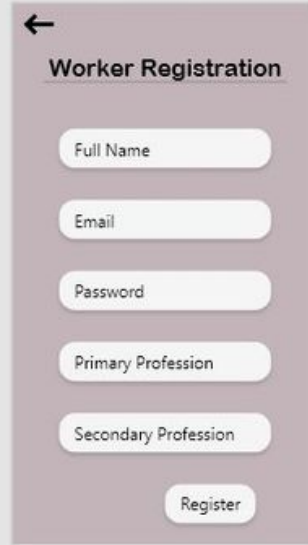 Worker Registration
Full Name
Email
Password
Primary Profession
Secondary Profession
Register